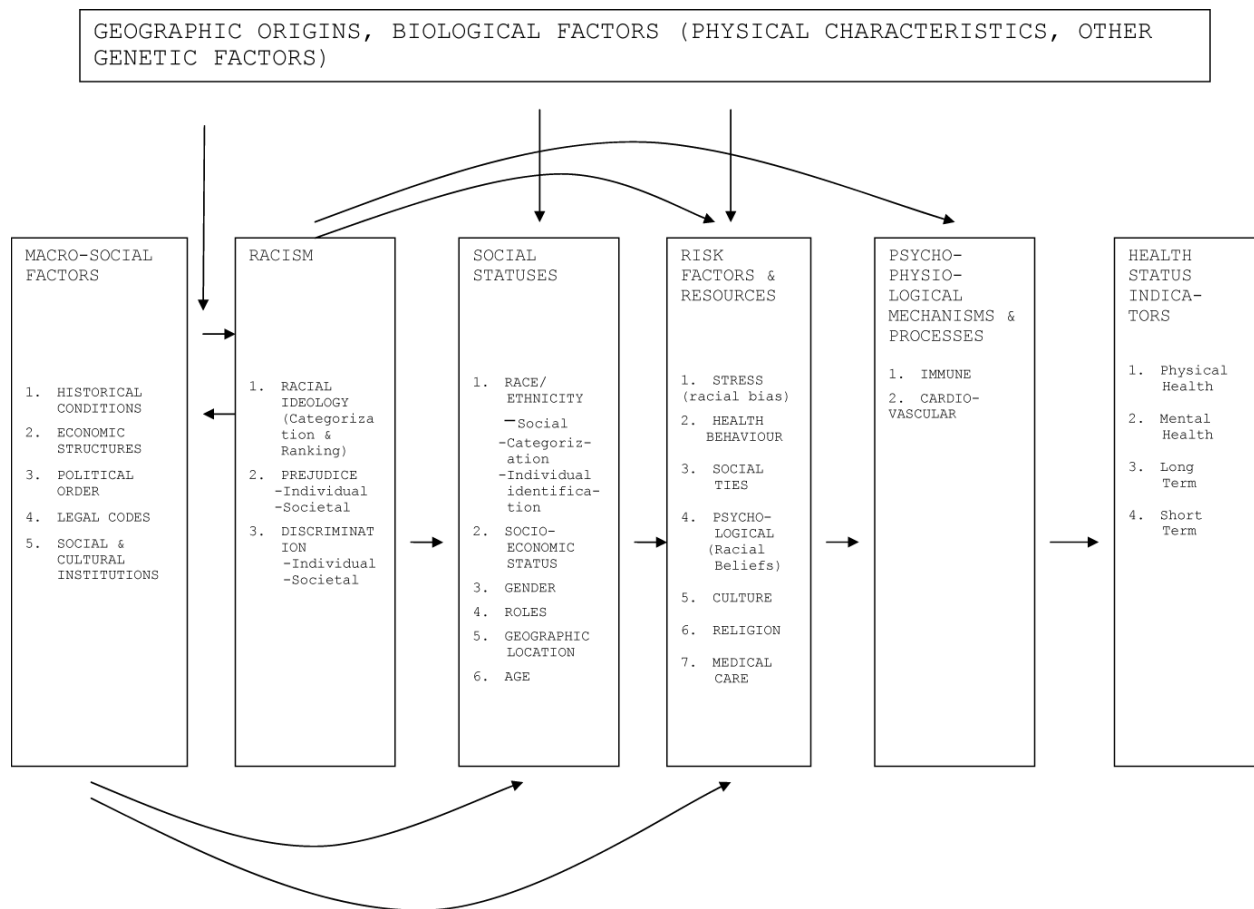 GEOGRAPHIC ORIGINS, BIOLOGICAL FACTORS (PHYSICAL CHARACTERISTICS, OTHER
GENETIC FACTORS)
MACRO-SOCIAL
FACTORS
1. HISTORICAL
CONDITIONS
2. ECONOMIC
STRUCTURES
3. POLITICAL
ORDER
4. LEGAL CODES
5. SOCIAL &
CULTURAL
INSTITUTIONS
RACISM
1. RACIAL
IDEOLOGY
(Categoriza
tion &
Ranking)
2. PREJUDICE
-Individual
-Societal
3. DISCRIMINAT
ION
-Individual
-Societal
SOCIAL
STATUSES
1. RACE/
ETHNICITY
—Social
-Categoriz-
ation
-Individual
identifica-
tion
2. SOCIO-
ECONOMIC
STATUS
3. GENDER
4. ROLES
5. GEOGRAPHIC
LOCATION
6. AGE
RISK
FACTORS &
RESOURCES
1. STRESS
(racial bias)
2. HEALTH
BEHAVIOUR
3. SOCIAL
TIES
4. PSYCHO-
LOGICAL
(Racial
Beliefs)
5. CULTURE
6. RELIGION
7. MEDICAL
CARE
PSYCHO-
PHYSIO-
LOGICAL
MECHANISMS &
PROCESSES
1. IMMUNE
2. CARDIO-
VASCULAR
HEALTH
STATUS
INDICA-
TORS
1. Physical
Health
2. Mental
Health
3. Long
Term
4. Short
Term